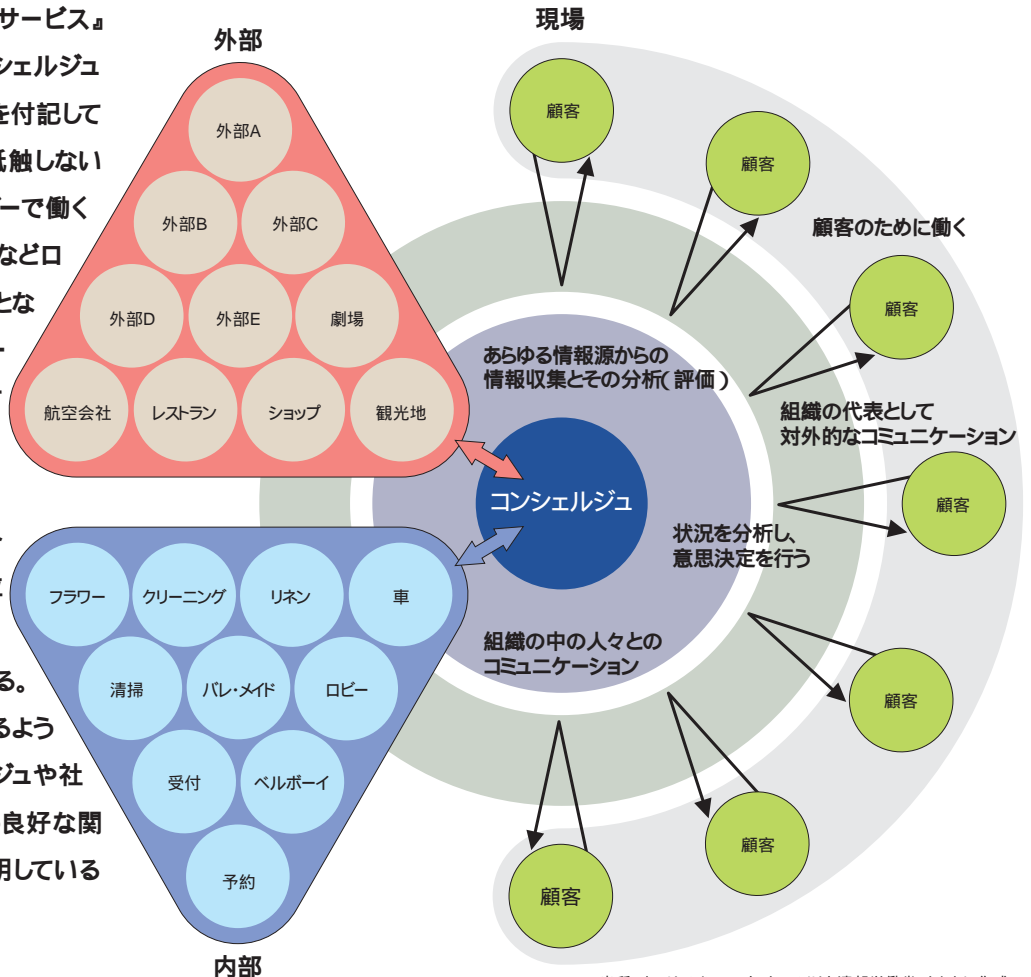 サービス』
シェルジュ
を付記して
抵触しない
ーで働く
などロ
とな
る。
るよう
ジュや社
良好な関
明している
外部
外部A
外部B
外部C
外部D
外部E
劇場
航空会社
レストラン
ショップ
観光地
フラワー
クリーニング
リネン
車
清掃
バレ・メイド
ロビー
受付
ベルボーイ
予約
内部
コンシェルジュ
あらゆる情報源からの
情報収集とその分析(評価)
状況を分析し、
意思決定を行う
組織の中の人々との
コミュニケーション
現場
顧客のために働く
組織の代表として
対外的なコミュニケーション
顧客
顧客
顧客
顧客
顧客
顧客
顧客